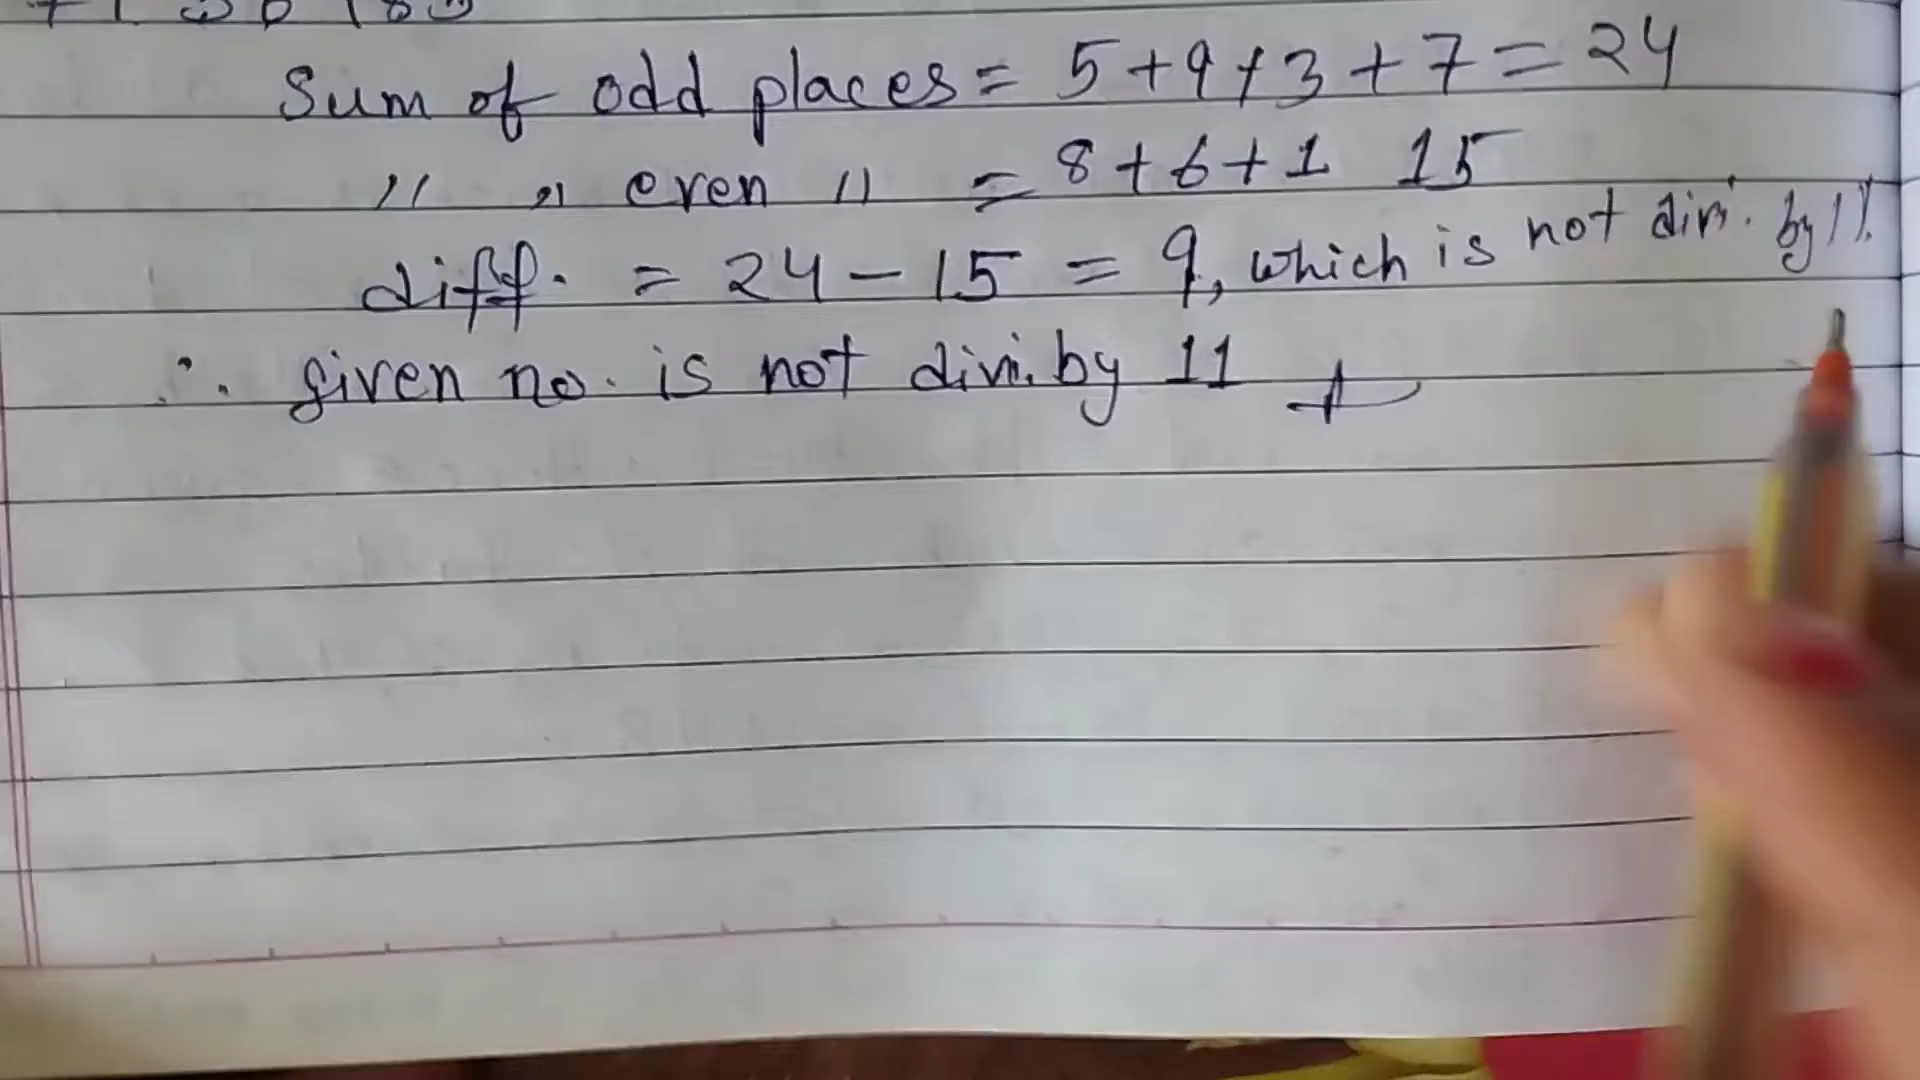 Sum of odd places = 5+9+3+7=24
" " even " = 8+6+1 15
diff. = 24-15 = 9, which is not divi. by 11.
∴ given no. is not divi. by 11